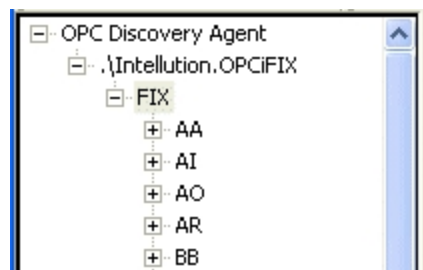 OPC Discovery Agent
.\Intellution.OPCiFIX
FIX
AA
AI
AO
AR
BB